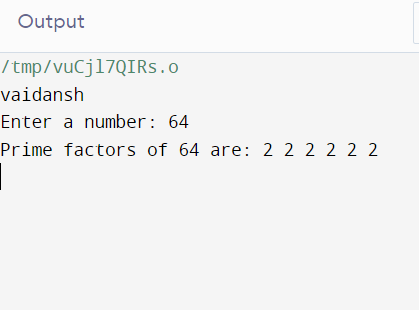 Output
/tmp/vuCjl7QIRs.o
vaidansh
Enter a number: 64
Prime factors of 64 are: 2 2 2 2 2 2